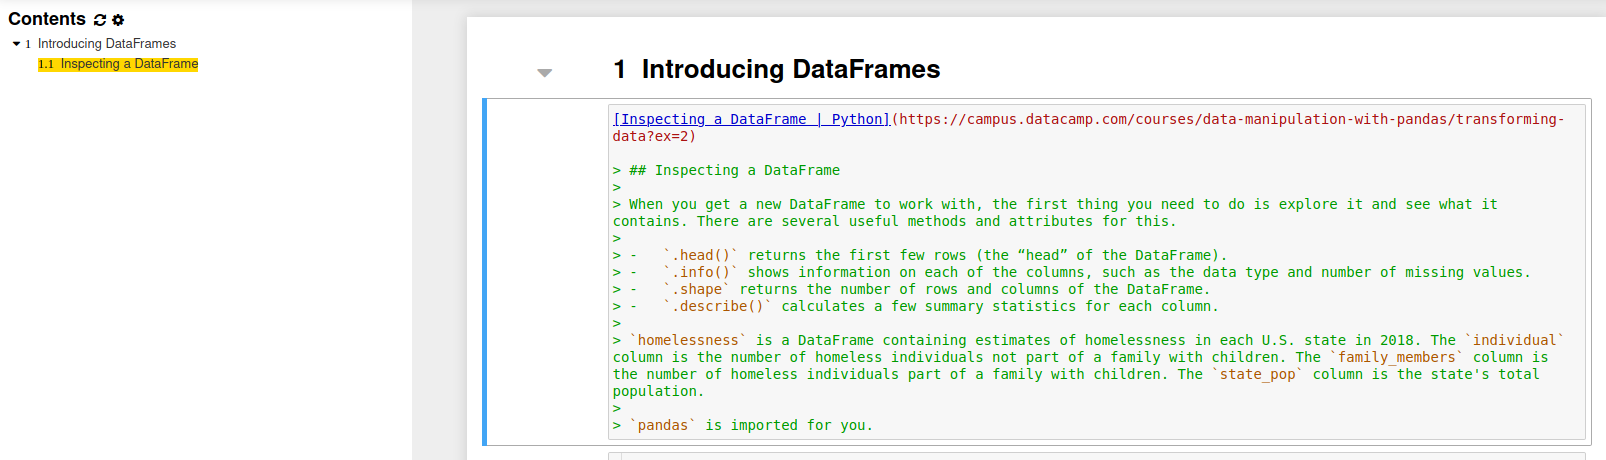 Contents
1 Introducing DataFrames
1.1 Inspecting a DataFrame
1 Introducing DataFrames
[Inspecting a DataFrame | Python](https://campus.datacamp.com/courses/data-manipulation-with-pandas/transforming-
data?ex=2)
> ## Inspecting a DataFrame
>
> When you get a new DataFrame to work with, the first thing you need to do is explore it and see what it
contains. There are several useful methods and attributes for this.
>
> -   `.head()` returns the first few rows (the “head” of the DataFrame).
> -   `.info()` shows information on each of the columns, such as the data type and number of missing values.
> -   `.shape` returns the number of rows and columns of the DataFrame.
> -   `.describe()` calculates a few summary statistics for each column.
>
> `homelessness` is a DataFrame containing estimates of homelessness in each U.S. state in 2018. The `individual`
column is the number of homeless individuals not part of a family with children. The `family_members` column is
the number of homeless individuals part of a family with children. The `state_pop` column is the state's total
population.
>
> `pandas` is imported for you.